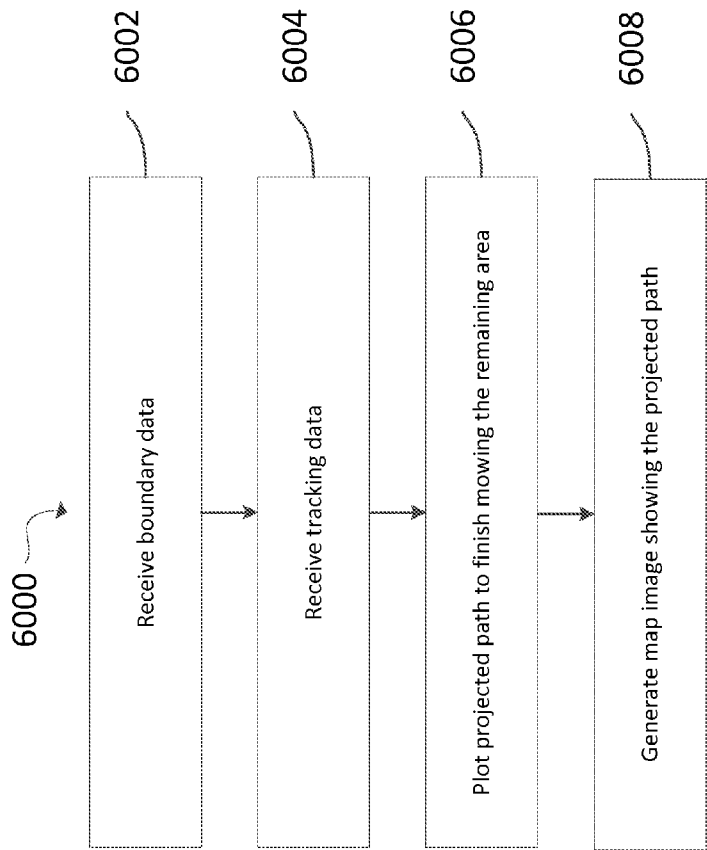 6000
Receive boundary data
6002
Receive tracking data
6004
Plot projected path to finish mowing the remaining area
6006
Generate map image showing the projected path
6008